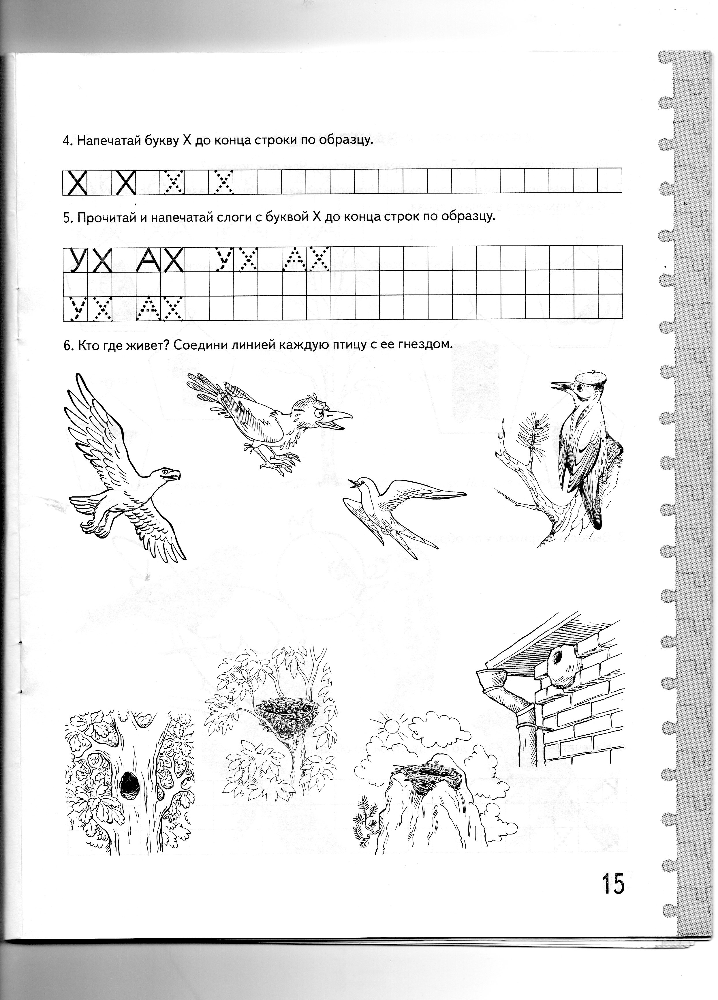 4. Напечатай букву Х до конца строки по образцу.
Х Х Х Х
5. Прочитай и напечатай слоги с буквой Х до конца строк по образцу.
УХ АХ УХ АХ
УХ АХ
6. Кто где живет? Соедини линией каждую птицу с ее гнездом.
15